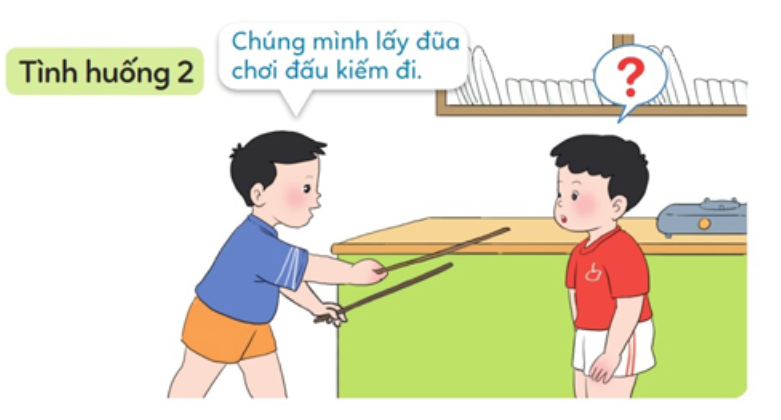 Tình huống 2
Chúng mình lấy đũa
chơi đấu kiếm đi.
?